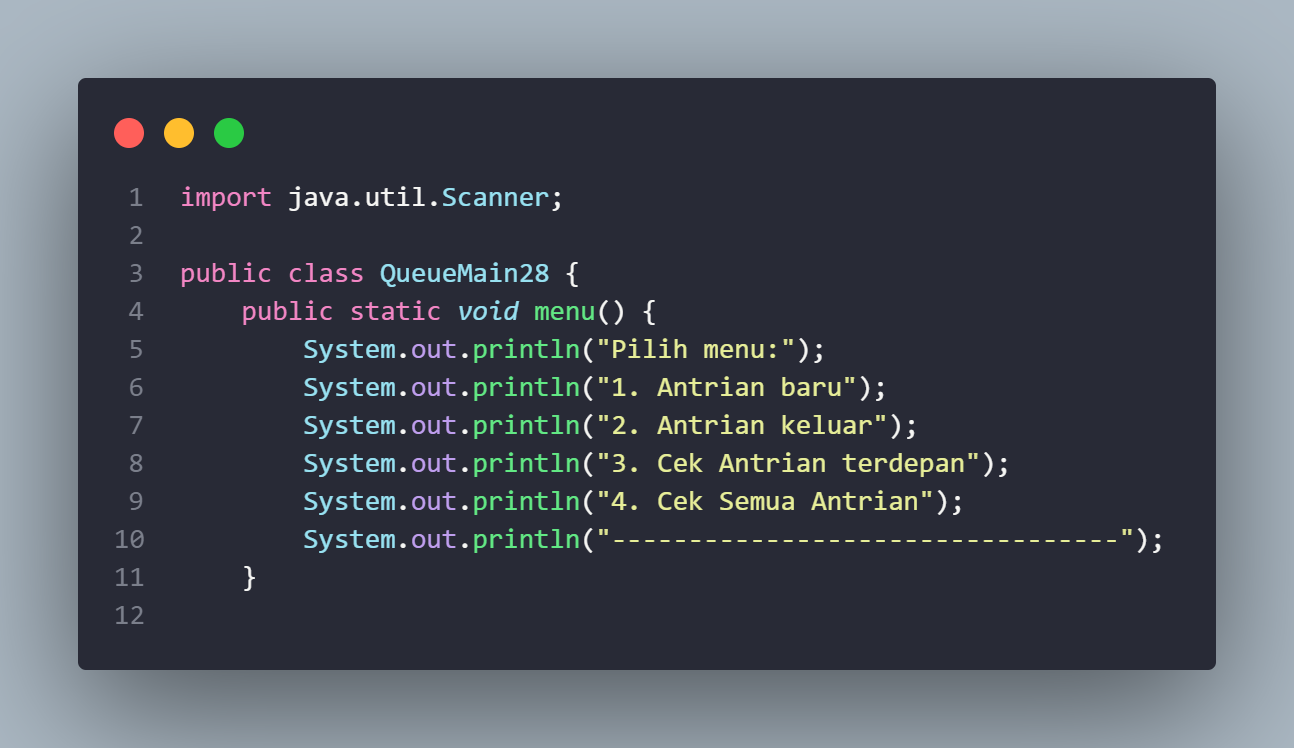 1 import java.util.Scanner;
2
3 public class QueueMain28 {
4     public static void menu() {
5         System.out.println("Pilih menu:");
6         System.out.println("1. Antrian baru");
7         System.out.println("2. Antrian keluar");
8         System.out.println("3. Cek Antrian terdepan");
9         System.out.println("4. Cek Semua Antrian");
10         System.out.println("---------------------------------");
11     }
12